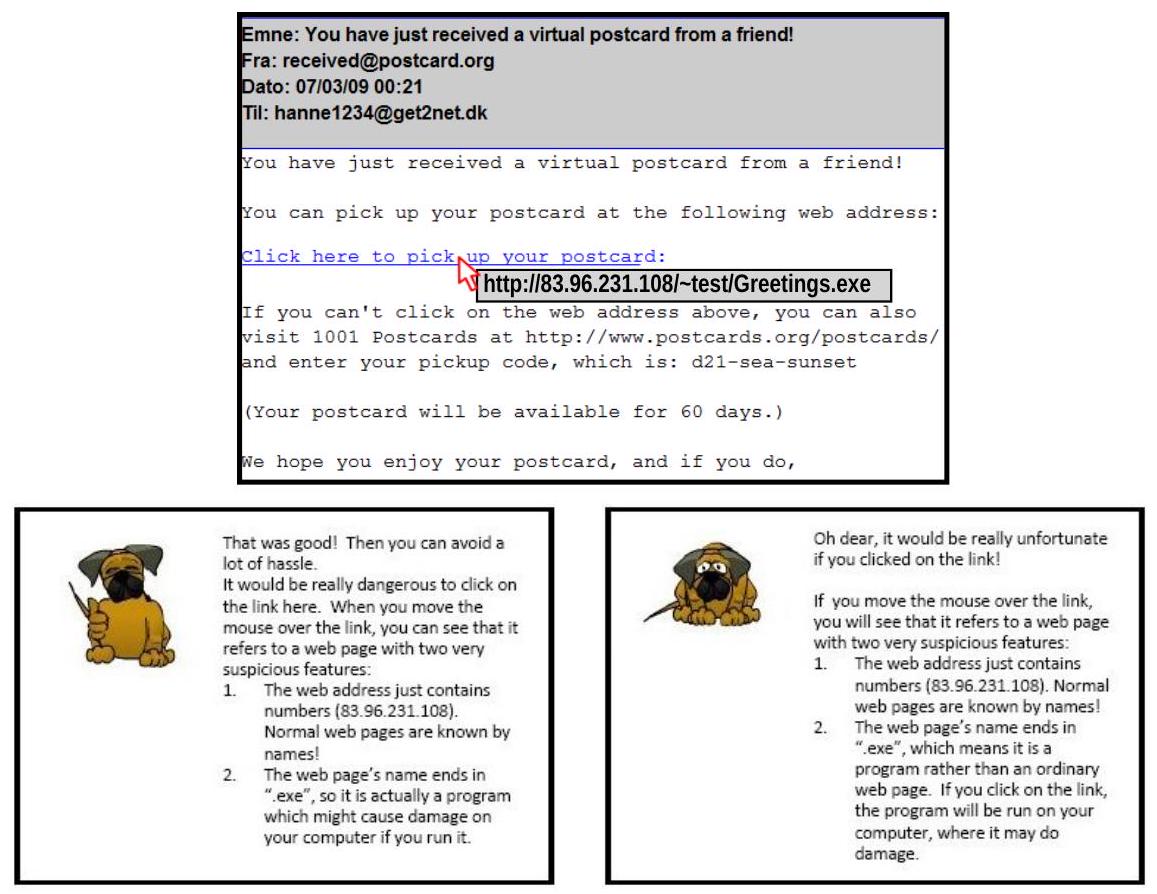 Emne: You have just received a virtual postcard from a friend!
Fra: received@postcard.org
Dato: 07/03/09 00:21
Til: hanne1234@get2net.dk
You have just received a virtual postcard from a friend!
You can pick up your postcard at the following web address:
Click here to pick up your postcard:
http://83.96.231.108/~test/Greetings.exe
If you can't click on the web address above, you can also
visit 1001 Postcards at http://www.postcards.org/postcards/
and enter your pickup code, which is: d21-sea-sunset
(Your postcard will be available for 60 days.)
We hope you enjoy your postcard, and if you do,
That was good! Then you can avoid a
lot of hassle.
It would be really dangerous to click on
the link here. When you move the
mouse over the link, you can see that it
refers to a web page with two very
suspicious features:
1. The web address just contains
numbers (83.96.231.108).
Normal web pages are known by
names!
2. The web page's name ends in
“.exe”, so it is actually a program
which might cause damage on
your computer if you run it.
Oh dear, it would be really unfortunate
if you clicked on the link!
If you move the mouse over the link,
you will see that it refers to a web page
with two very suspicious features:
1. The web address just contains
numbers (83.96.231.108). Normal
web pages are known by names!
2. The web page's name ends in
“.exe”, which means it is a
program rather than an ordinary
web page. If you click on the link,
the program will be run on your
computer, where it may do
damage.